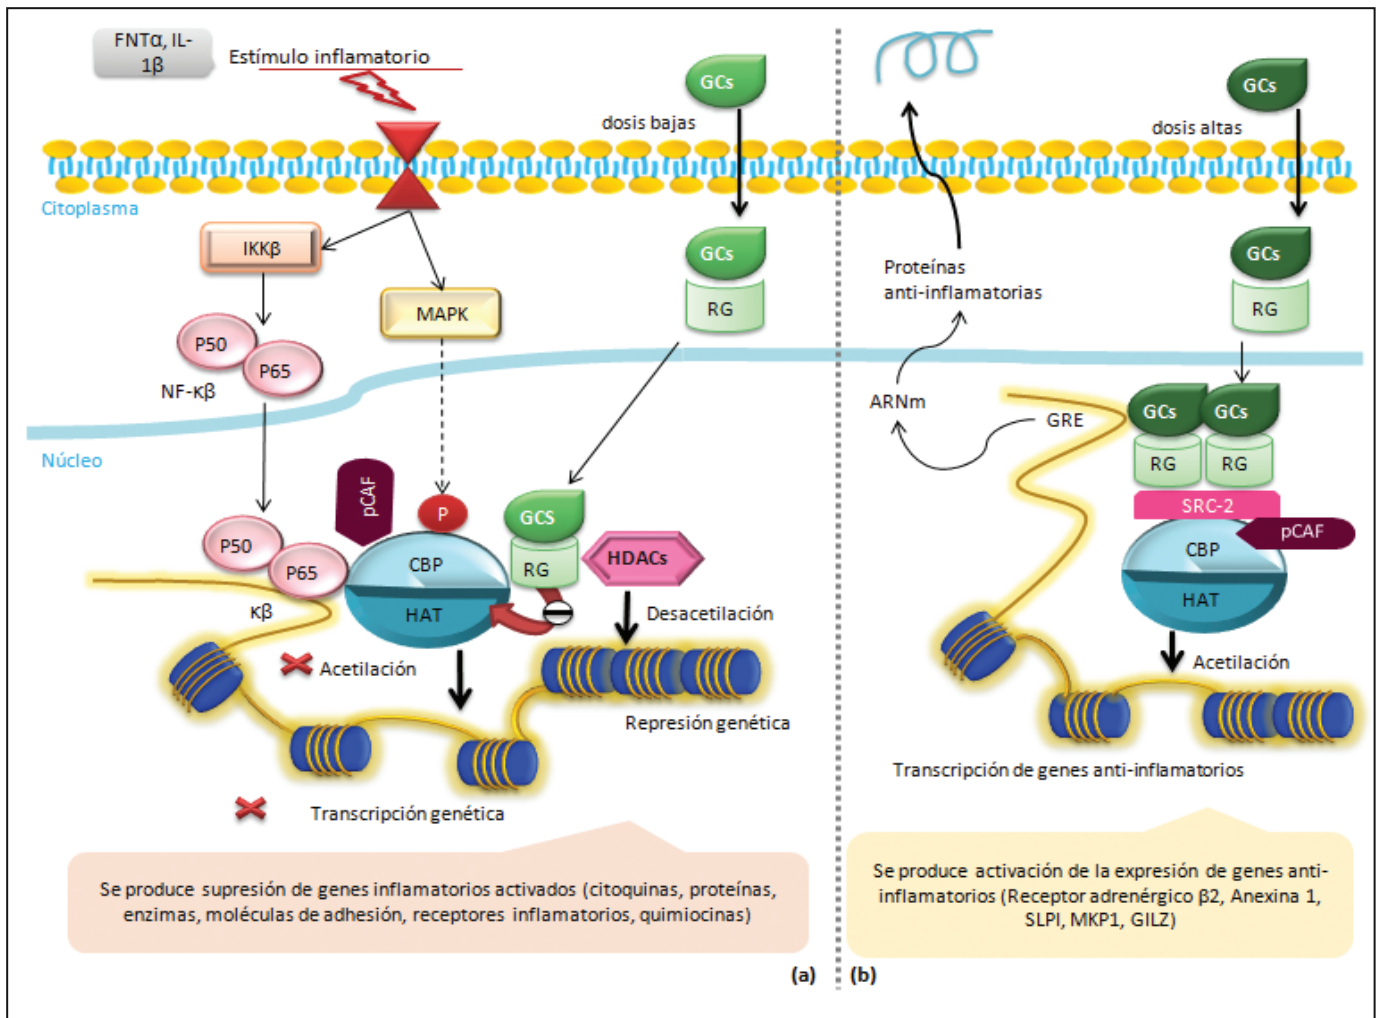 FNTα, IL-
1β
Estímulo inflamatorio
GCs
dosis bajas
Citoplasma
IKKβ
MAPK
GCs
RG
P50
P65
NF-κβ
Núcleo
pCAF
P
GCS
RG
HDACs
P50
P65
κβ
CBP
HAT
Desacetilación
Acetilación
Represión genética
Transcripción genética
Se produce supresión de genes inflamatorios activados (citoquinas, proteínas,
enzimas, moléculas de adhesión, receptores inflamatorios, quimiocinas)
(a)
GCs
dosis altas
GCs
RG
Proteínas
anti-inflamatorias
ARNm
GRE
GCs
GCs
RG
RG
SRC-2
pCAF
CBP
HAT
Acetilación
Transcripción de genes anti-inflamatorios
Se produce activación de la expresión de genes anti-
inflamatorios (Receptor adrenérgico β2, Anexina 1,
SLPI, MKP1, GILZ)
(b)